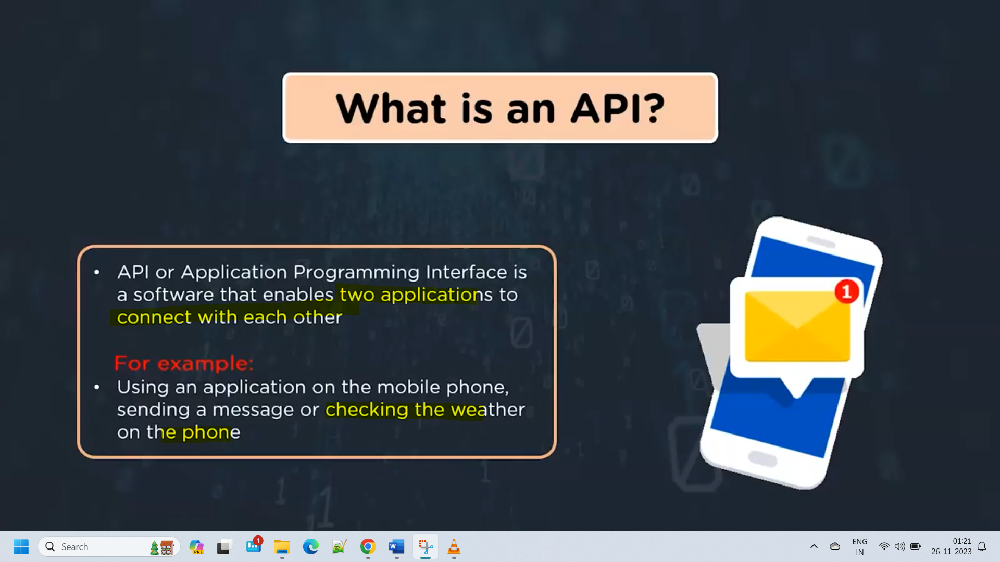 What is an API?
• API or Application Programming Interface is
a software that enables two applications to
connect with each other
For example:
• Using an application on the mobile phone,
sending a message or checking the weather
on the phone
1
Search
PRE
1
ENG
IN
01:21
26-11-2023